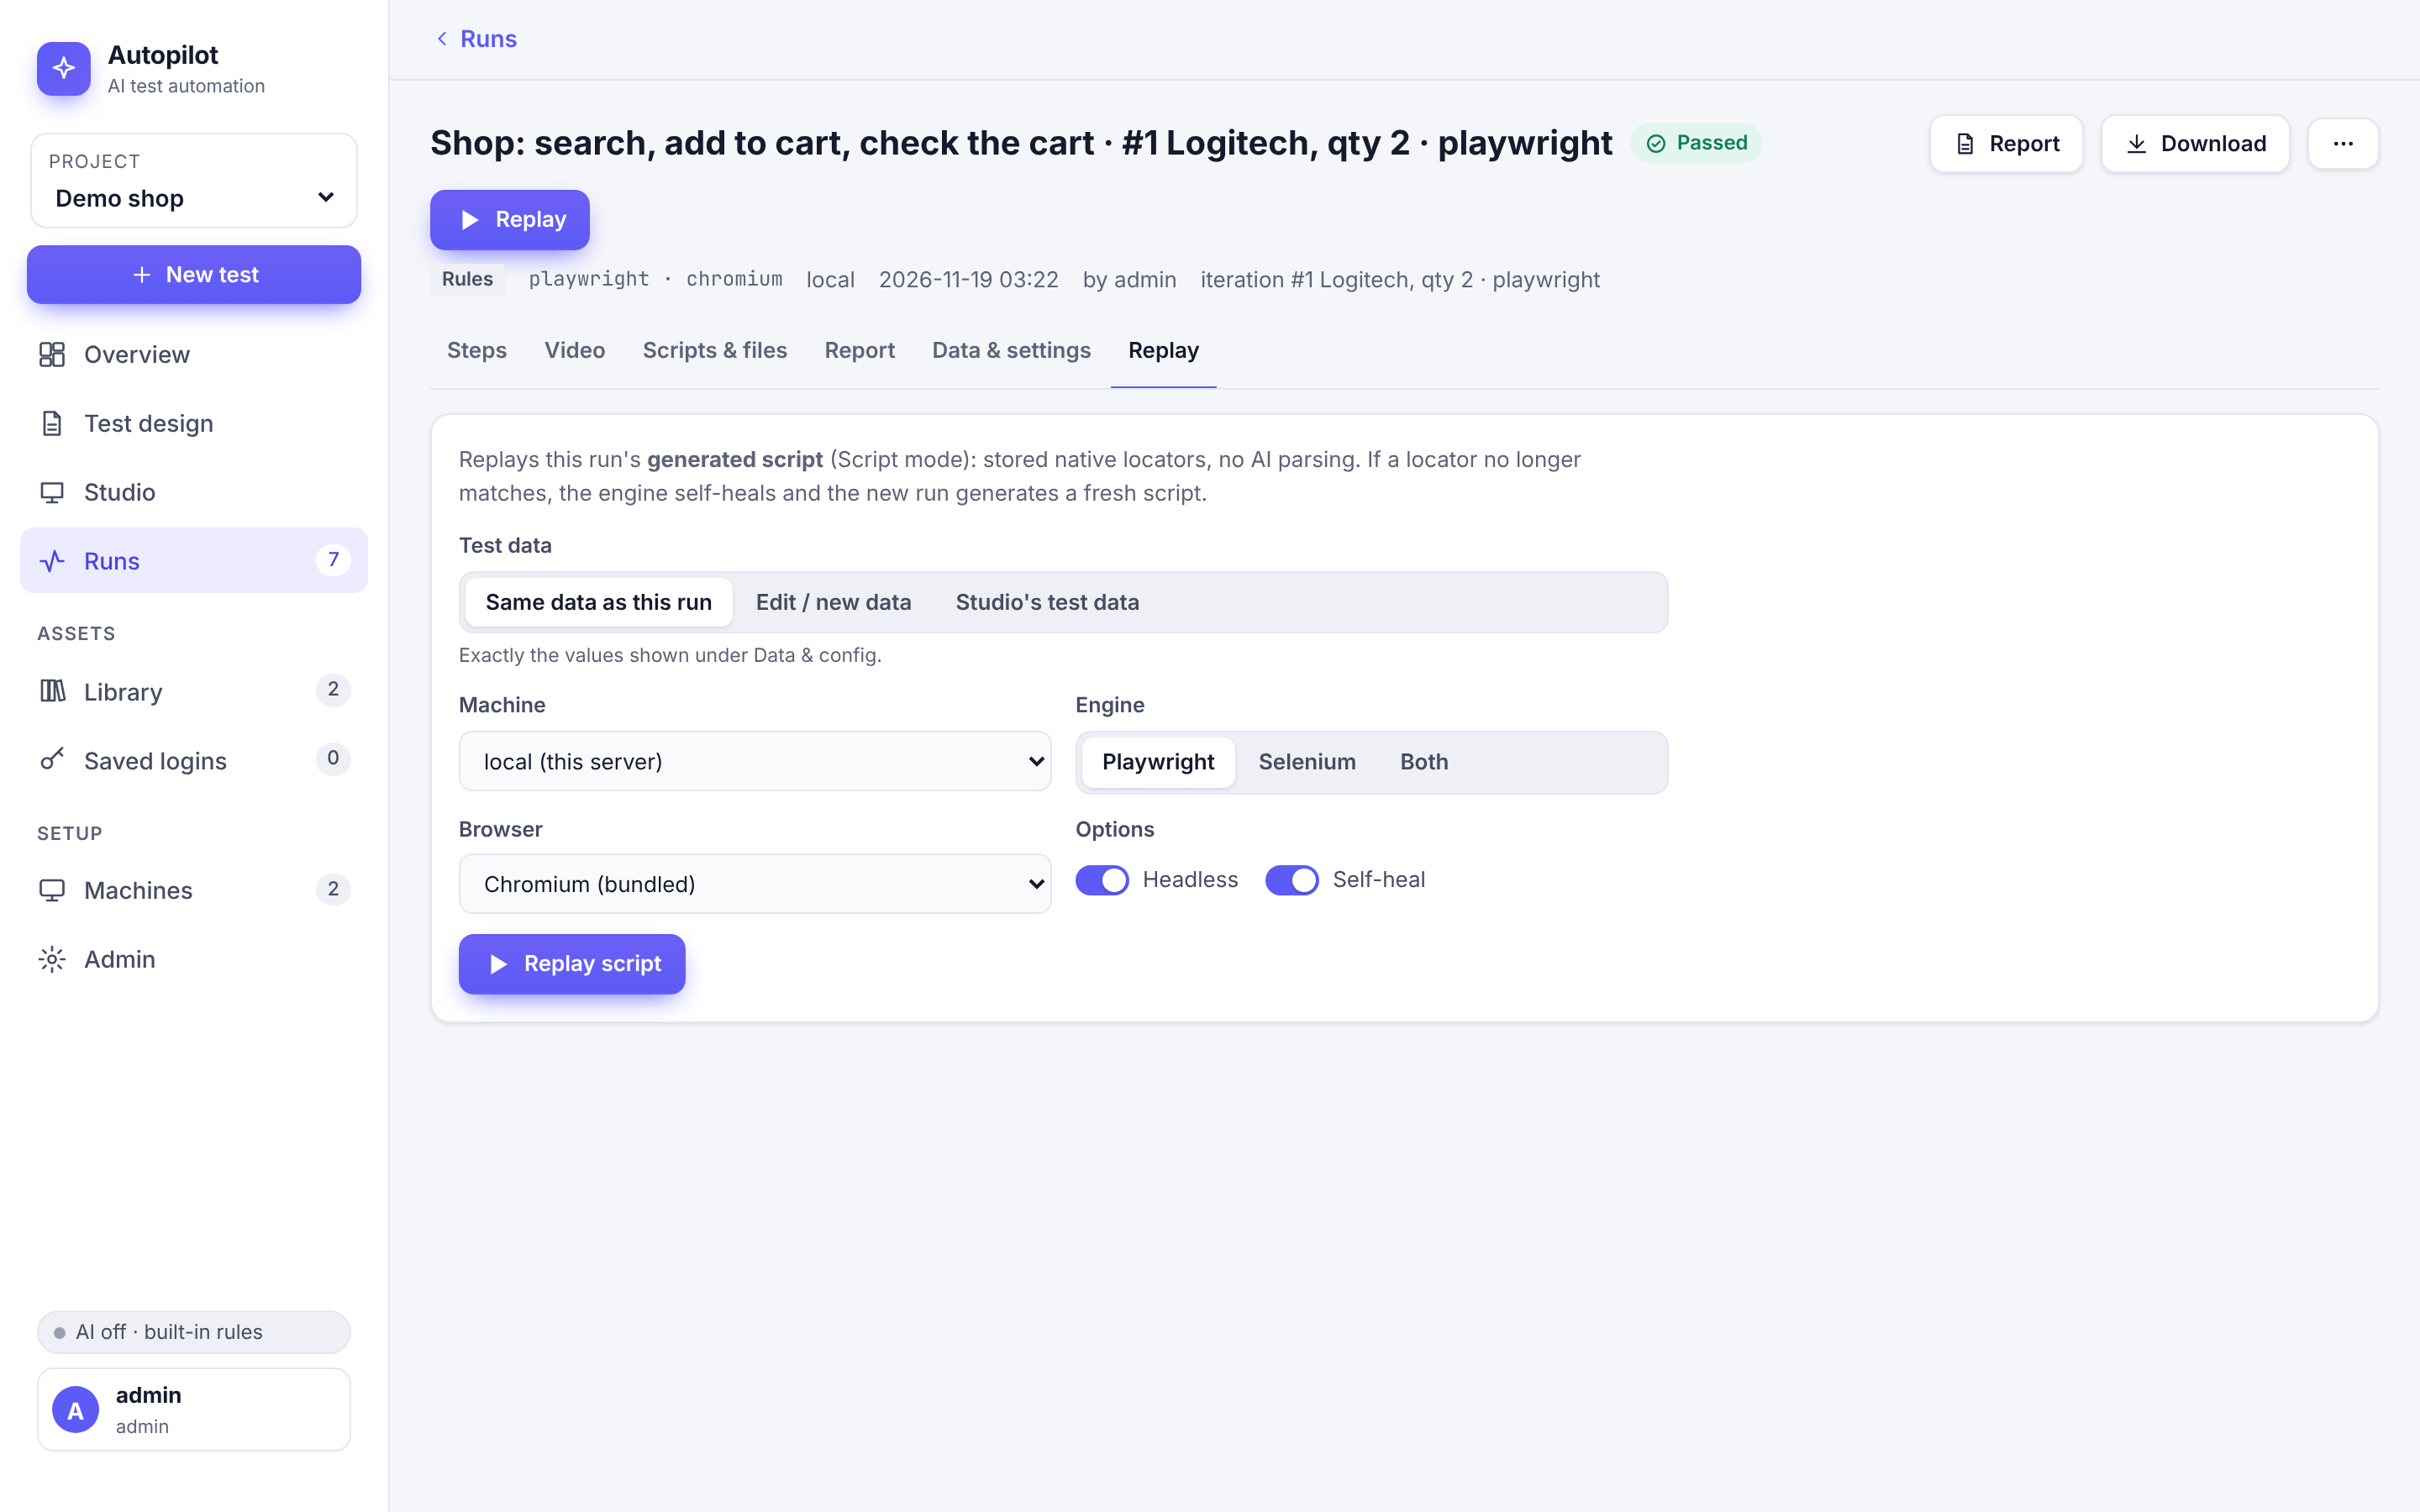 Autopilot
AI test automation
PROJECT
Demo shop
New test
Overview
Test design
Studio
Runs 7
ASSETS
Library 2
Saved logins 0
SETUP
Machines 2
Admin
AI off · built-in rules
A
admin
admin
Runs
Shop: search, add to cart, check the cart · #1 Logitech, qty 2 · playwright Passed
Report Download ...
Replay
Rules playwright · chromium local 2026-11-19 03:22 by admin iteration #1 Logitech, qty 2 · playwright
Steps Video Scripts & files Report Data & settings Replay
Replays this run's generated script (Script mode): stored native locators, no AI parsing. If a locator no longer
matches, the engine self-heals and the new run generates a fresh script.
Test data
Same data as this run Edit / new data Studio's test data
Exactly the values shown under Data & config.
Machine Engine
local (this server) Playwright Selenium Both
Browser Options
Chromium (bundled) Headless Self-heal
Replay script